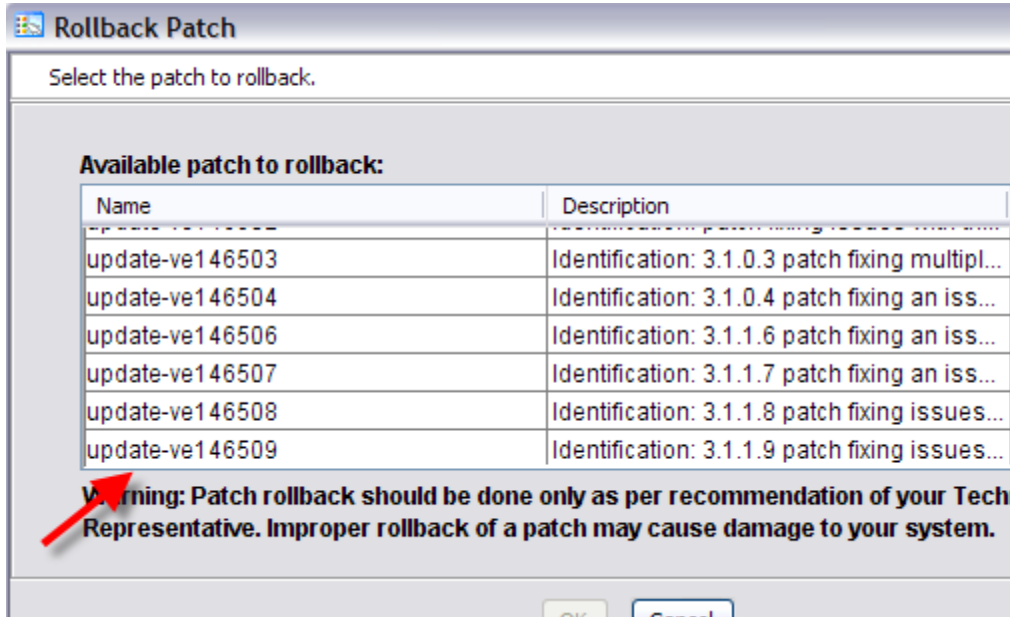 Rollback Patch
Select the patch to rollback.
Available patch to rollback:
Name Description
update-ve146503 Identification: 3.1.0.3 patch fixing multipl...
update-ve146504 Identification: 3.1.0.4 patch fixing an iss...
update-ve146506 Identification: 3.1.1.6 patch fixing an iss...
update-ve146507 Identification: 3.1.1.7 patch fixing an iss...
update-ve146508 Identification: 3.1.1.8 patch fixing issues...
update-ve146509 Identification: 3.1.1.9 patch fixing issues...
Warning: Patch rollback should be done only as per recommendation of your Tech
Representative. Improper rollback of a patch may cause damage to your system.
OK Cancel